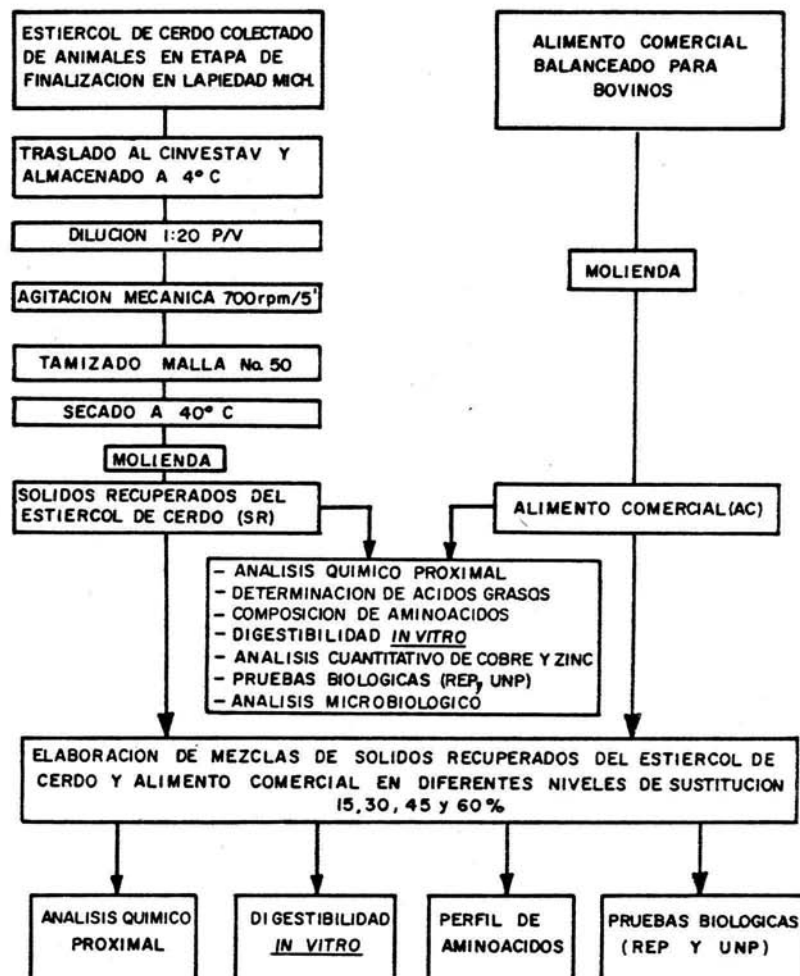 ESTIERCOL DE CERDO COLECTADO
DE ANIMALES EN ETAPA DE
FINALIZACION EN LAPIEDAD MICH.
ALIMENTO COMERCIAL
BALANCEADO PARA
BOVINOS
TRASLADO AL CINVESTAV Y
ALMACENADO A 4° C
DILUCION 1:20 P/V
MOLIENDA
AGITACION MECANICA 700rpm/5'
TAMIZADO MALLA No. 50
SECADO A 40° C
MOLIENDA
SOLIDOS RECUPERADOS DEL
ESTIERCOL DE CERDO (SR)
ALIMENTO COMERCIAL (AC)
- ANALISIS QUIMICO PROXIMAL
- DETERMINACION DE ACIDOS GRASOS
- COMPOSICION DE AMINOACIDOS
- DIGESTIBILIDAD IN VITRO
- ANALISIS CUANTITATIVO DE COBRE Y ZINC
- PRUEBAS BIOLOGICAS (REP, UNP)
- ANALISIS MICROBIOLOGICO
ELABORACION DE MEZCLAS DE SOLIDOS RECUPERADOS DEL ESTIERCOL DE
CERDO Y ALIMENTO COMERCIAL EN DIFERENTES NIVELES DE SUSTITUCION
15, 30, 45 y 60%
ANALISIS QUIMICO
PROXIMAL
DIGESTIBILIDAD
IN VITRO
PERFIL DE
AMINOACIDOS
PRUEBAS BIOLOGICAS
(REP Y UNP)